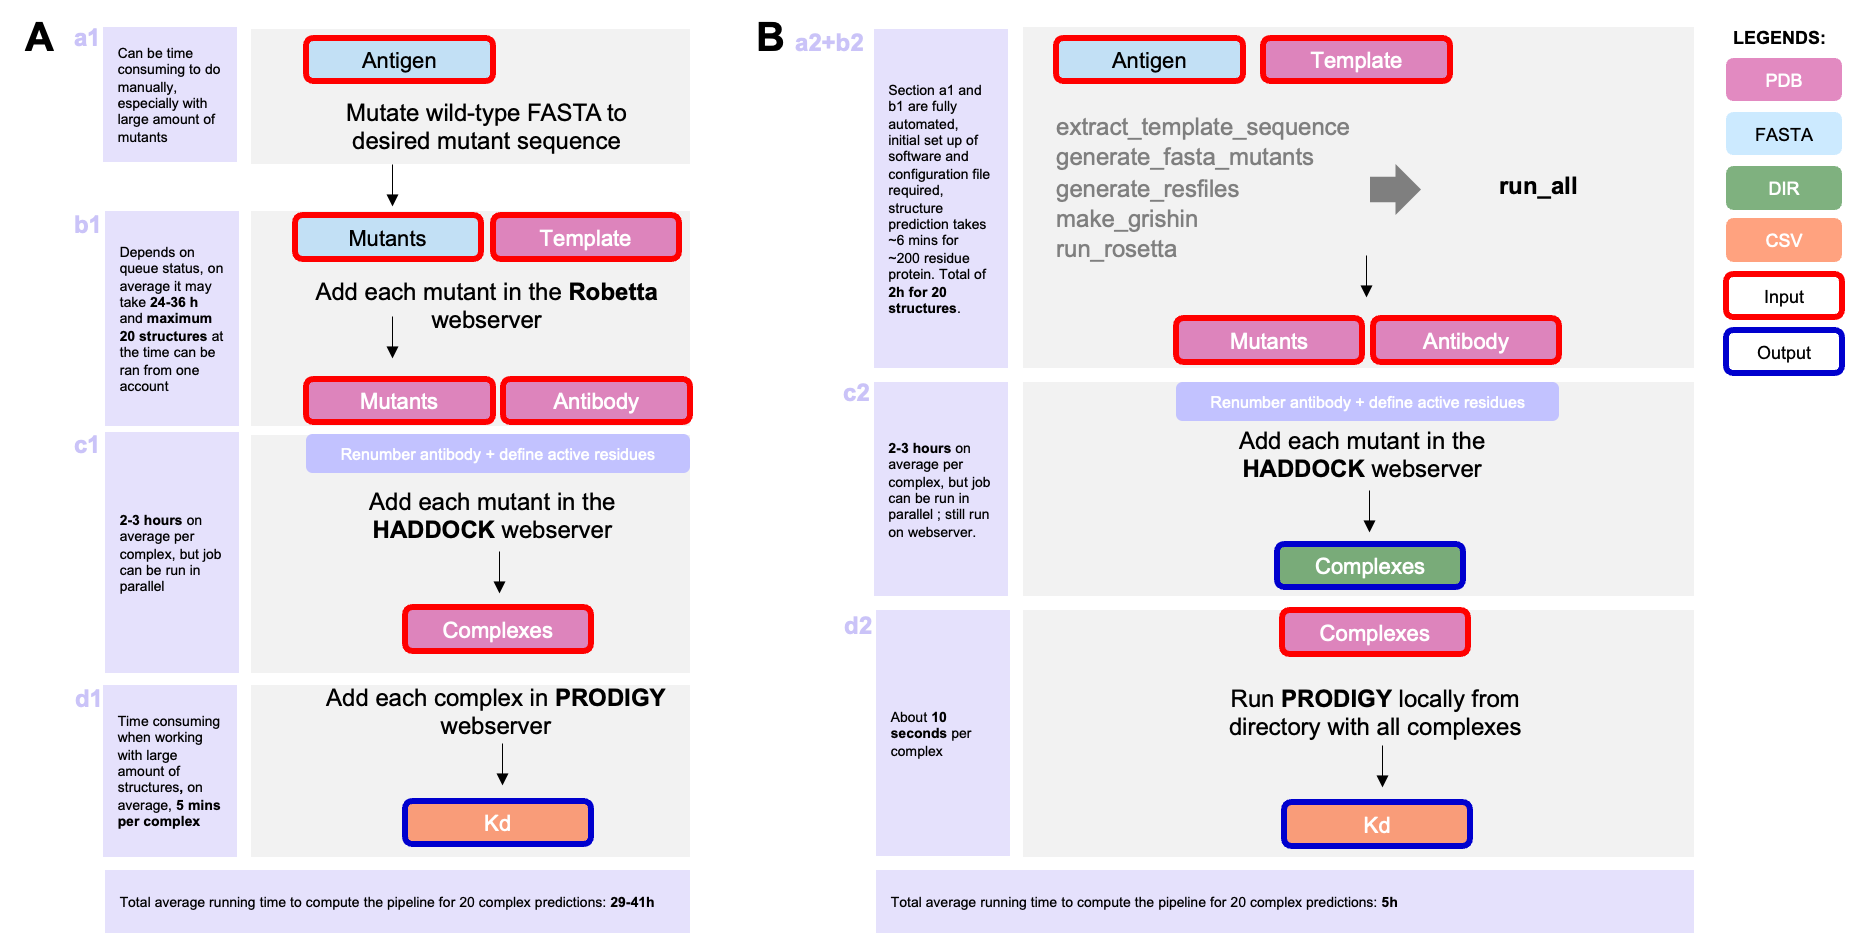 A
a1
Can be time
consuming to do
manually,
especially with
large amount of
mutants
Antigen
Mutate wild-type FASTA to
desired mutant sequence
b1
Depends on
queue status, on
average it may
take 24-36 h
and maximum
20 structures at
the time can be
ran from one
account
Mutants
Template
Add each mutant in the Robetta
webserver
Mutants
Antibody
c1
2-3 hours on
average per
complex, but job
can be run in
parallel
Renumber antibody + define active residues
Add each mutant in the
HADDOCK webserver
Complexes
d1
Time consuming
when working
with large
amount of
structures, on
average, 5 mins
per complex
Add each complex in PRODIGY
webserver
Kd
Total average running time to compute the pipeline for 20 complex predictions: 29-41h
B
a2+b2
Section a1 and
b1 are fully
automated,
initial set up of
software and
configuration file
required,
structure
prediction takes
~6 mins for
~200 residue
protein. Total of
2h for 20
structures.
Antigen
Template
extract_template_sequence
generate_fasta_mutants
generate_resfiles
make_grishin
run_rosetta
run_all
Mutants
Antibody
c2
2-3 hours on
average per
complex, but job
can be run in
parallel ; still run
on webserver.
Renumber antibody + define active residues
Add each mutant in the
HADDOCK webserver
Complexes
d2
About 10
seconds per
complex
Complexes
Run PRODIGY locally from
directory with all complexes
Kd
Total average running time to compute the pipeline for 20 complex predictions: 5h
LEGENDS:
PDB
FASTA
DIR
CSV
Input
Output